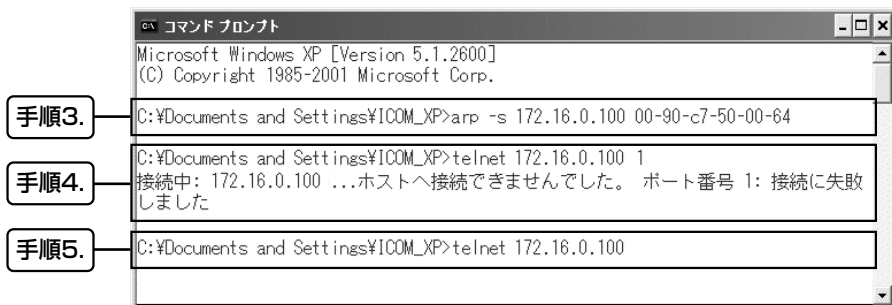 コマンド プロンプト
Microsoft Windows XP [Version 5.1.2600]
(C) Copyright 1985-2001 Microsoft Corp.
手順3.
C:¥Documents and Settings¥ICOM_XP>arp -s 172.16.0.100 00-90-c7-50-00-64
手順4.
C:¥Documents and Settings¥ICOM_XP>telnet 172.16.0.100 1
接続中: 172.16.0.100 ...ホストへ接続できませんでした。 ポート番号 1: 接続に失敗
しました
手順5.
C:¥Documents and Settings¥ICOM_XP>telnet 172.16.0.100